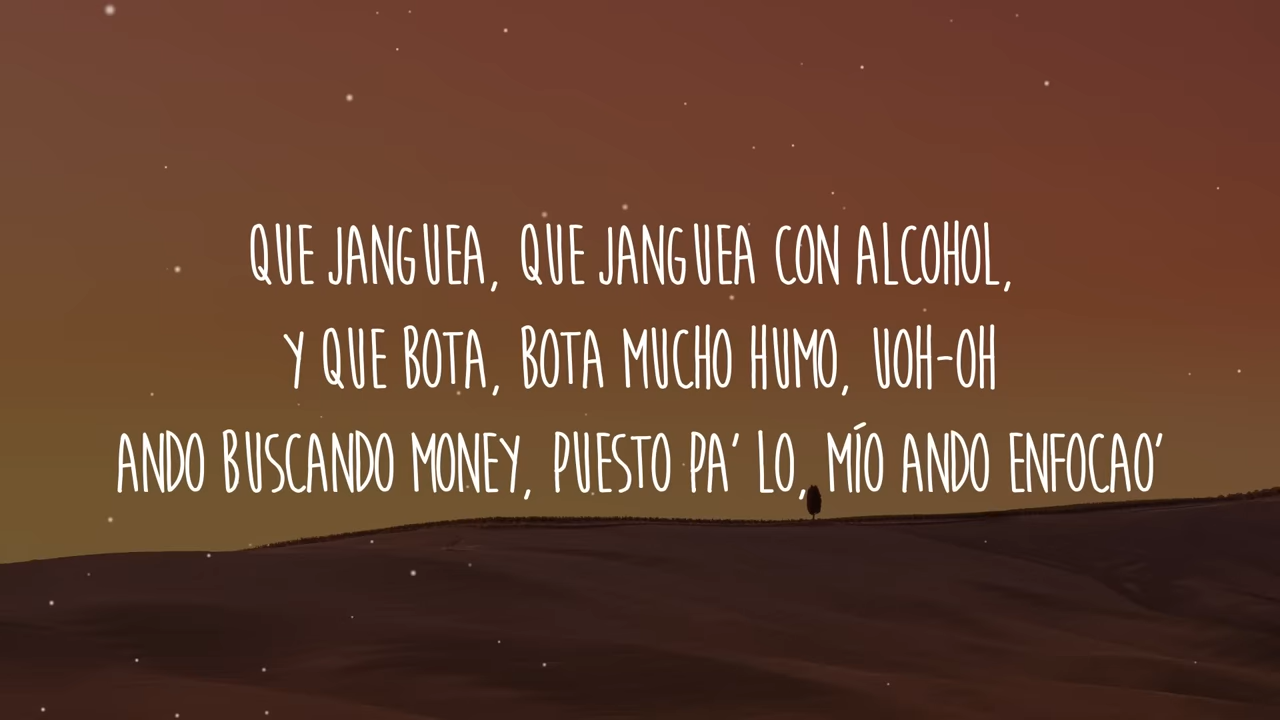 QUE JANGUEA, QUE JANGUEA CON ALCOHOL,
Y QUE BOTA, BOTA MUCHO HUMO, UOH-OH
ANDO BUSCANDO MONEY, PUESTO PA' LO, MÍO ANDO ENFOCAO'